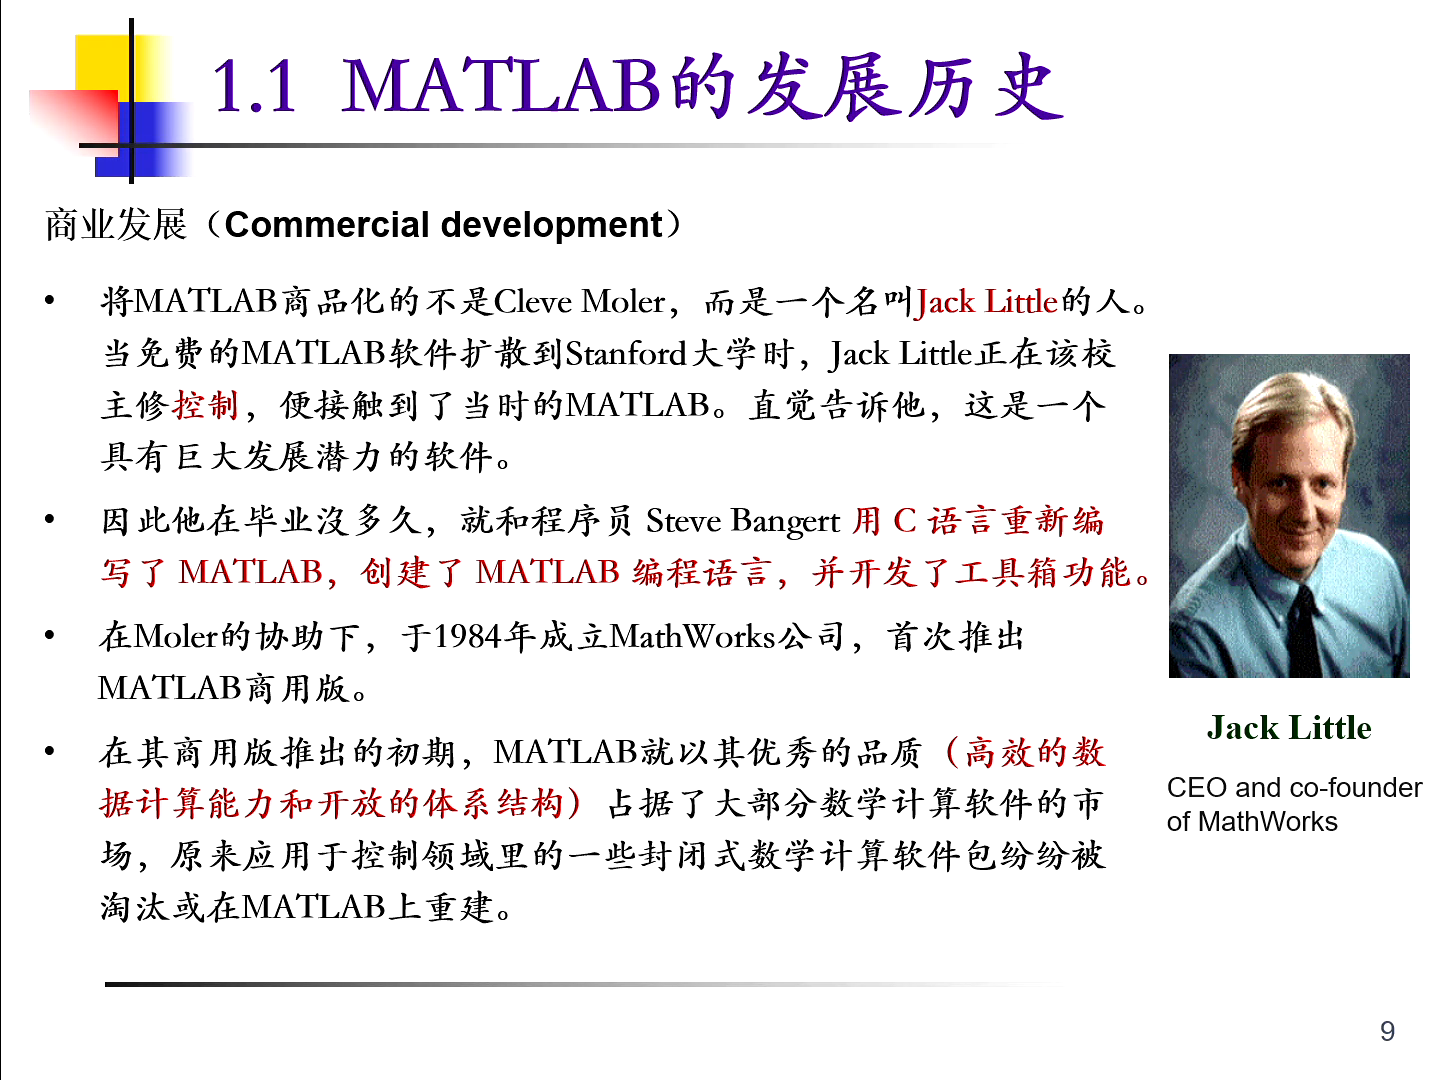 1.1 MATLAB的发展历史
商业发展（Commercial development）
• 将MATLAB商品化的不是Cleve Moler，而是一个名叫Jack Little的人。
当免费的MATLAB软件扩散到Stanford大学时，Jack Little正在该校
主修控制，便接触到了当时的MATLAB。直觉告诉他，这是一个
具有巨大发展潜力的软件。
• 因此他在毕业沒多久，就和程序员 Steve Bangert 用 C 语言重新编
写了 MATLAB，创建了 MATLAB 编程语言，并开发了工具箱功能。
• 在Moler的协助下，于1984年成立MathWorks公司，首次推出
MATLAB商用版。
• 在其商用版推出的初期，MATLAB就以其优秀的品质（高效的数
据计算能力和开放的体系结构）占据了大部分数学计算软件的市
场，原来应用于控制领域里的一些封闭式数学计算软件包纷纷被
淘汰或在MATLAB上重建。
Jack Little
CEO and co-founder
of MathWorks
9